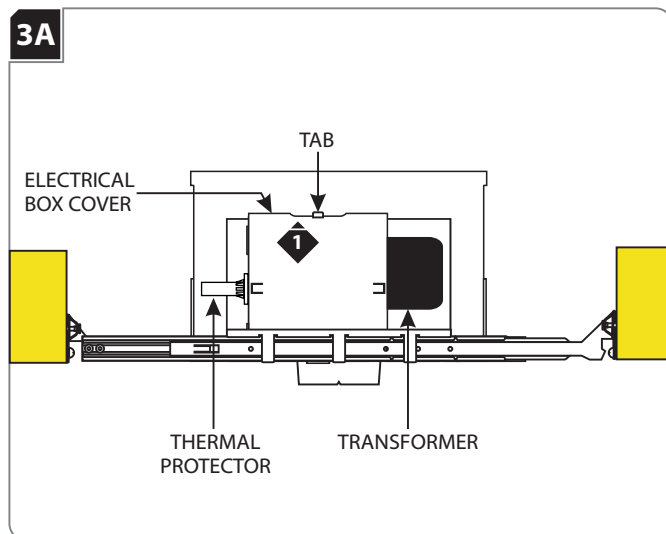 3A
TAB
ELECTRICAL
BOX COVER
1
THERMAL
PROTECTOR
TRANSFORMER